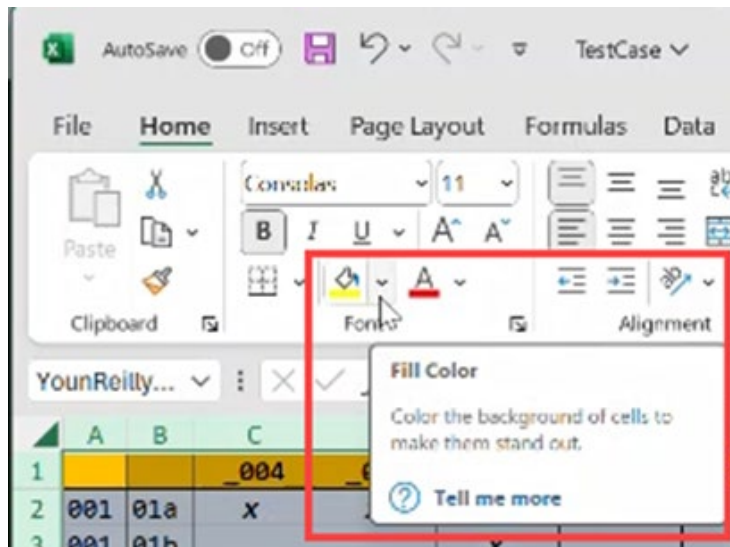 AutoSave Off TestCase
File Home Insert Page Layout Formulas Data
Consolas 11
B I U A A ab
Paste
A ab
Clipboard Font Alignment
YounReilly...
Fill Color
Color the background of cells to
make them stand out.
Tell me more
A B C
1 _004
2 001 01a x
3 001 01b